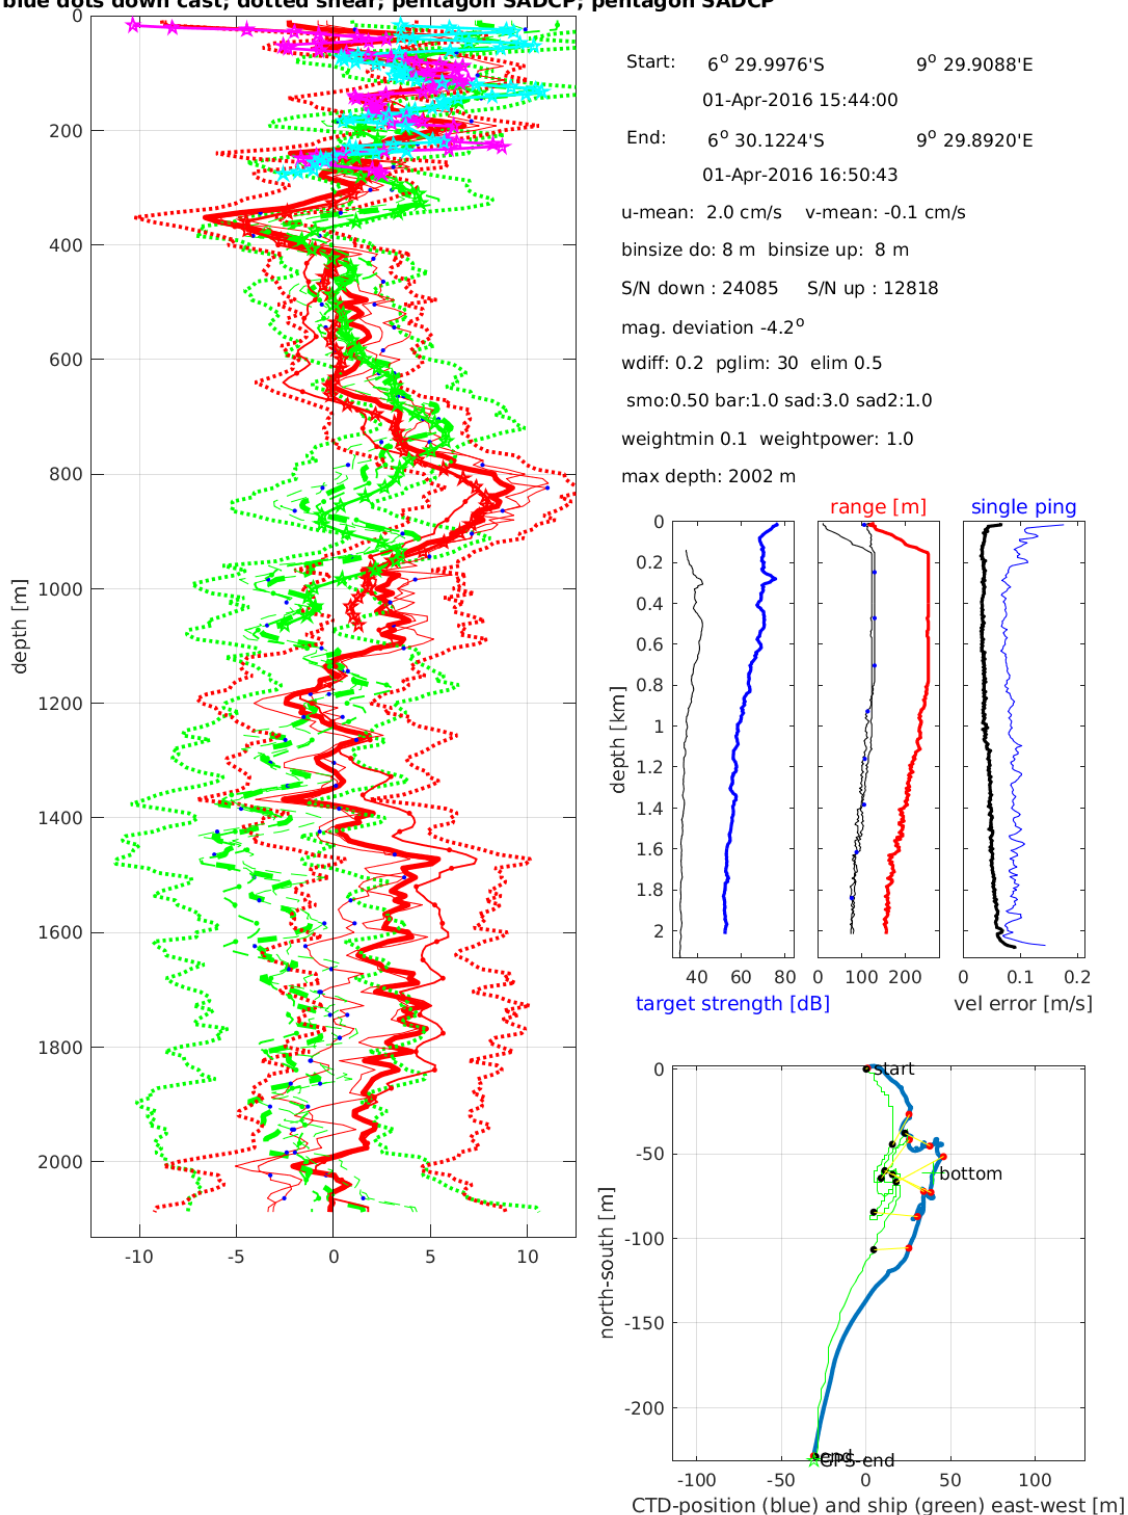 blue dots down cast; dotted shear; pentagon SADCP; pentagon SADCP
0
200
400
600
800
1000
1200
1400
1600
1800
2000
depth [m]
-10 -5 0 5 10
Start: 6° 29.9976'S 9° 29.9088'E
01-Apr-2016 15:44:00
End: 6° 30.1224'S 9° 29.8920'E
01-Apr-2016 16:50:43
u-mean: 2.0 cm/s v-mean: -0.1 cm/s
binsize do: 8 m binsize up: 8 m
S/N down : 24085 S/N up : 12818
mag. deviation -4.2°
wdiff: 0.2 pglim: 30 elim 0.5
smo:0.50 bar:1.0 sad:3.0 sad2:1.0
weightmin 0.1 weightpower: 1.0
max depth: 2002 m
range [m] single ping
0
0.2
0.4
0.6
0.8
1
1.2
1.4
1.6
1.8
2
depth [km]
40 60 80 0 100 200 0 0.1 0.2
target strength [dB] vel error [m/s]
0
-50
-100
-150
-200
north-south [m]
start
bottom
end
GPS-end
-100 -50 0 50 100
CTD-position (blue) and ship (green) east-west [m]